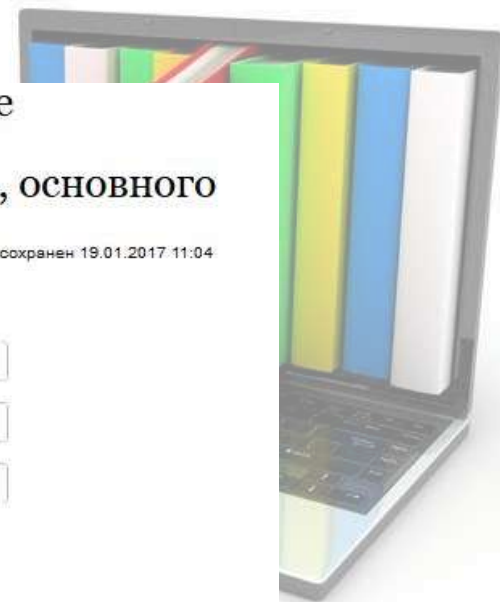 е
, основного
сохранен 19.01.2017 11:04